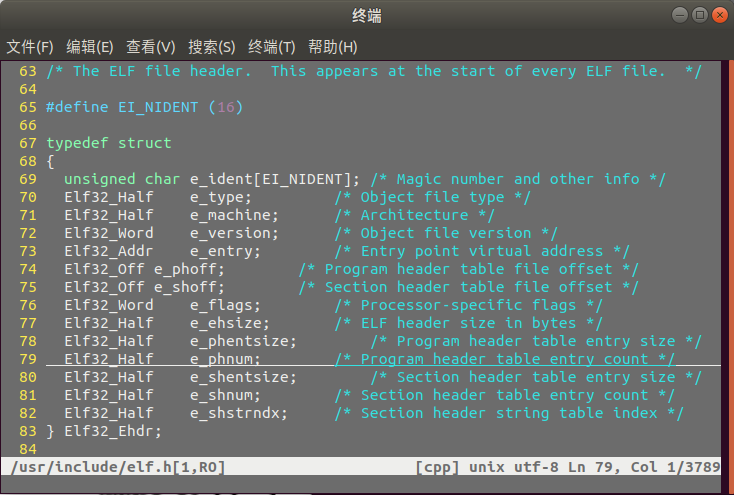 终端
文件(F) 编辑(E) 查看(V) 搜索(S) 终端(T) 帮助(H)
63 /* The ELF file header.  This appears at the start of every ELF file.  */
64
65 #define EI_NIDENT (16)
66
67 typedef struct
68 {
69   unsigned char e_ident[EI_NIDENT]; /* Magic number and other info */
70   Elf32_Half    e_type;         /* Object file type */
71   Elf32_Half    e_machine;      /* Architecture */
72   Elf32_Word    e_version;      /* Object file version */
73   Elf32_Addr    e_entry;        /* Entry point virtual address */
74   Elf32_Off e_phoff;        /* Program header table file offset */
75   Elf32_Off e_shoff;        /* Section header table file offset */
76   Elf32_Word    e_flags;        /* Processor-specific flags */
77   Elf32_Half    e_ehsize;       /* ELF header size in bytes */
78   Elf32_Half    e_phentsize;        /* Program header table entry size */
79   Elf32_Half    e_phnum;        /* Program header table entry count */
80   Elf32_Half    e_shentsize;        /* Section header table entry size */
81   Elf32_Half    e_shnum;        /* Section header table entry count */
82   Elf32_Half    e_shstrndx;     /* Section header string table index */
83 } Elf32_Ehdr;
84
/usr/include/elf.h[1,RO] [cpp] unix utf-8 Ln 79, Col 1/3789